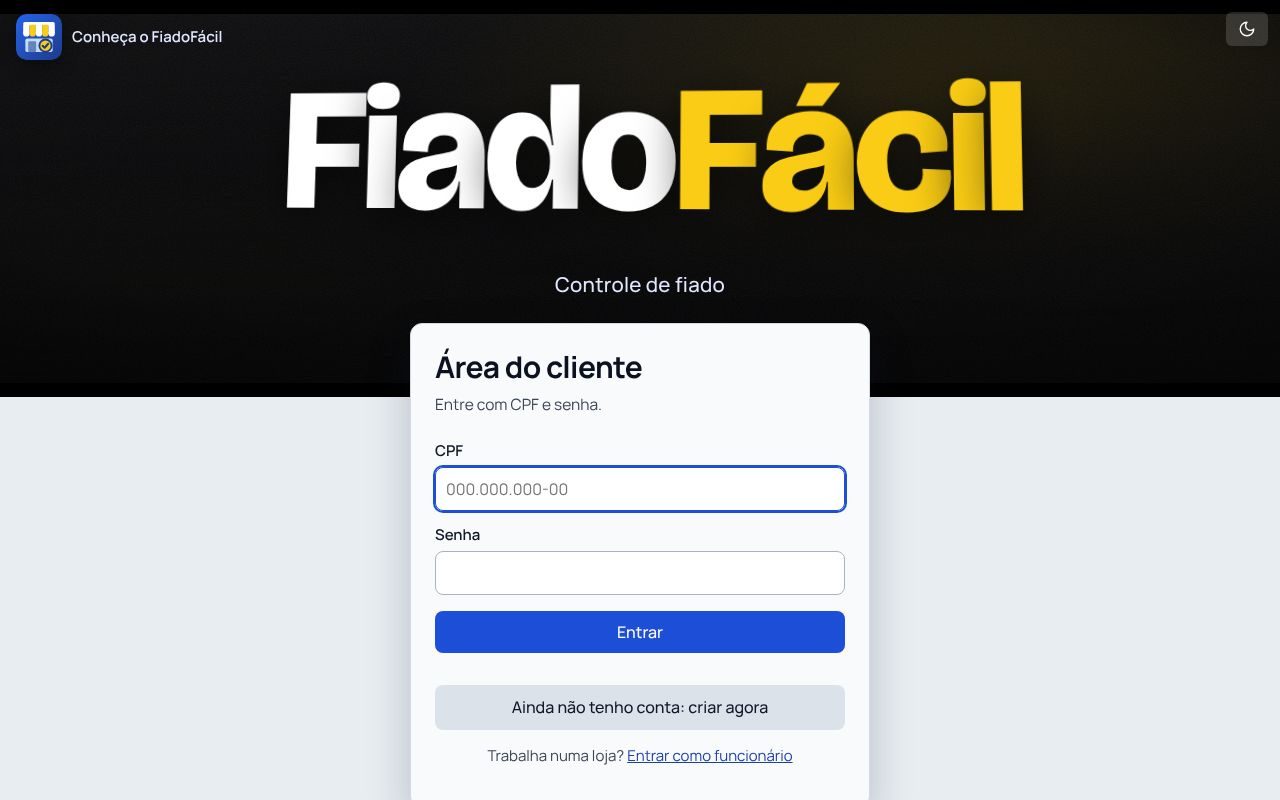 Conheça o FiadoFácil
FiadoFácil
Controle de fiado
Área do cliente
Entre com CPF e senha.
CPF
000.000.000-00
Senha
Entrar
Ainda não tenho conta: criar agora
Trabalha numa loja? Entrar como funcionário